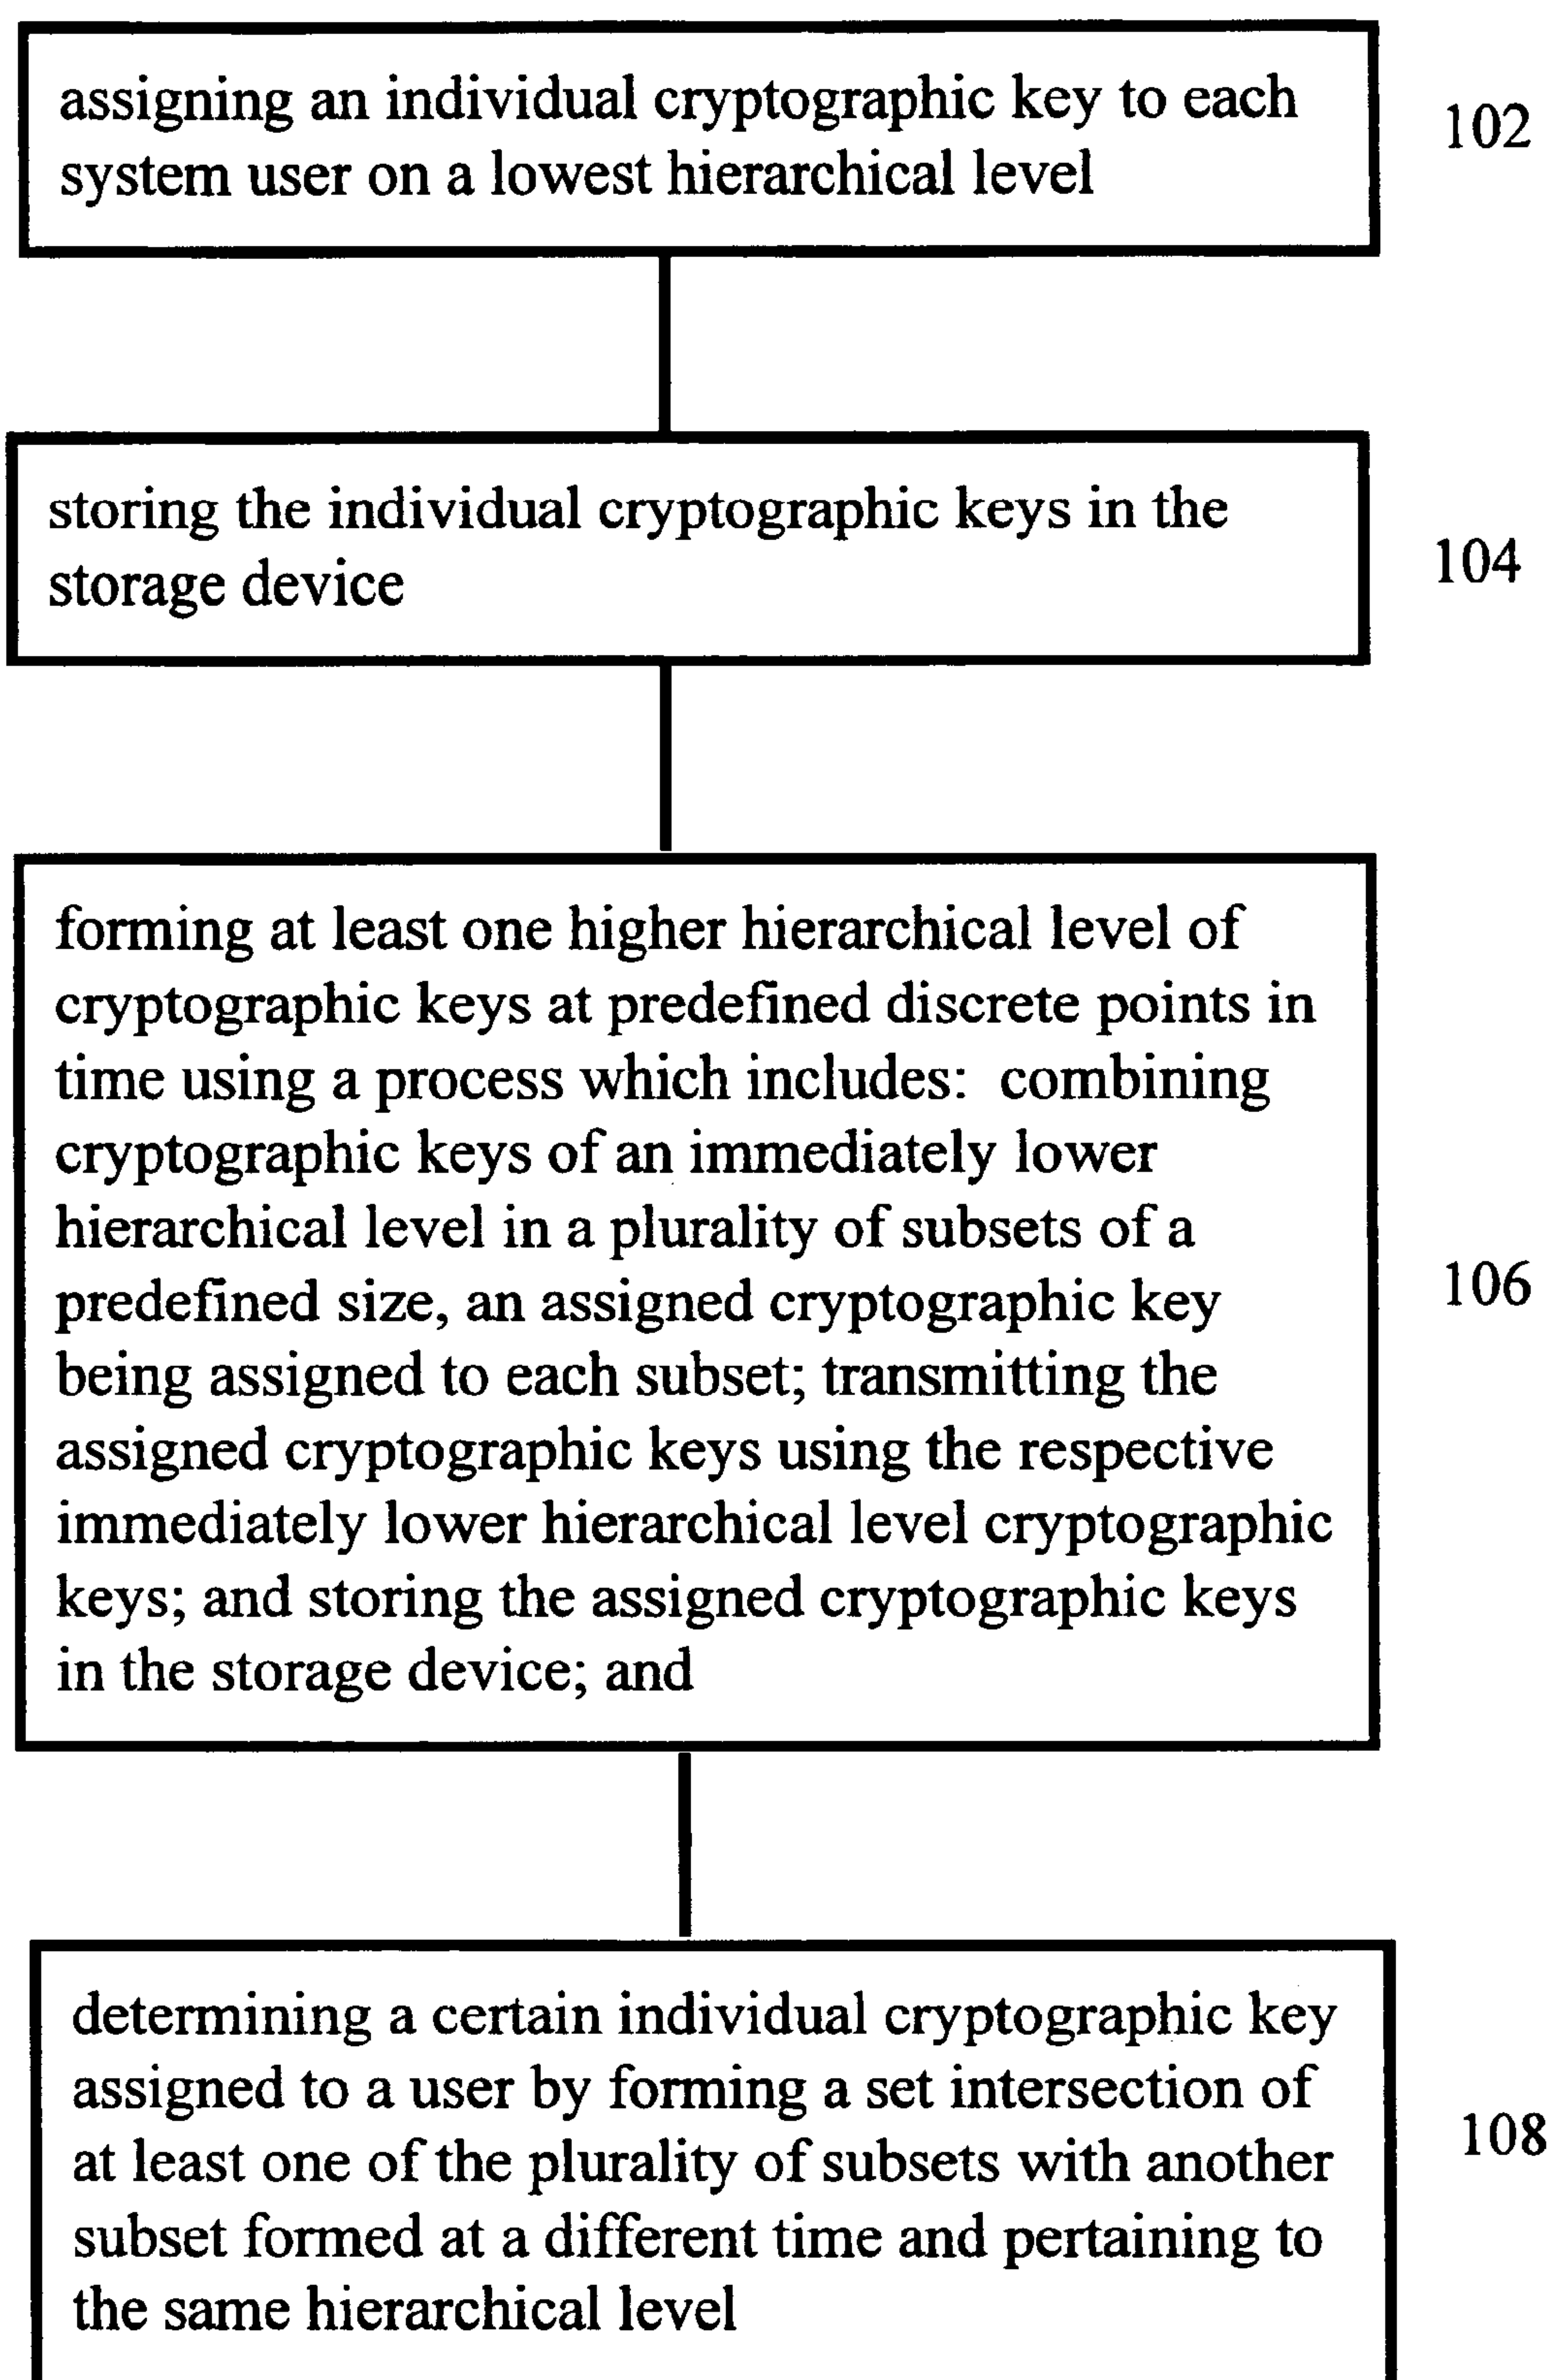 assigning an individual cryptographic key to each
system user on a lowest hierarchical level
102
storing the individual cryptographic keys in the
storage device
104
forming at least one higher hierarchical level of
cryptographic keys at predefined discrete points in
time using a process which includes: combining
cryptographic keys of an immediately lower
hierarchical level in a plurality of subsets of a
predefined size, an assigned cryptographic key
being assigned to each subset; transmitting the
assigned cryptographic keys using the respective
immediately lower hierarchical level cryptographic
keys; and storing the assigned cryptographic keys
in the storage device; and
106
determining a certain individual cryptographic key
assigned to a user by forming a set intersection of
at least one of the plurality of subsets with another
subset formed at a different time and pertaining to
the same hierarchical level
108